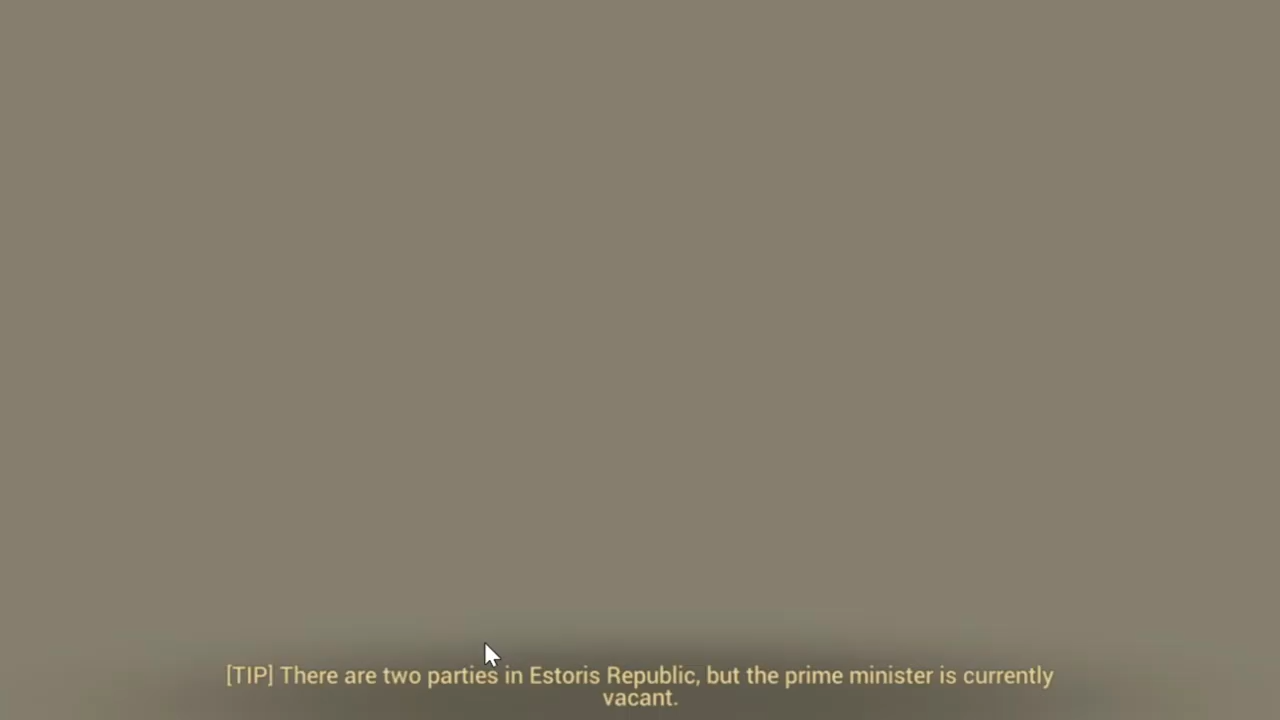 [TIP] There are two parties in Estoris Republic, but the prime minister is currently
vacant.